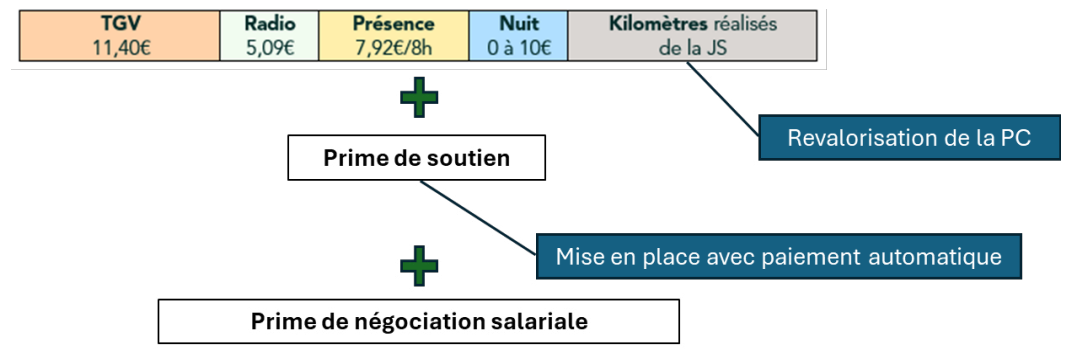 TGV Radio Présence Nuit Kilomètres réalisés
11,40€ 5,09€ 7,92€/8h 0 à 10€ de la JS
Revalorisation de la PC
Prime de soutien
Mise en place avec paiement automatique
Prime de négociation salariale